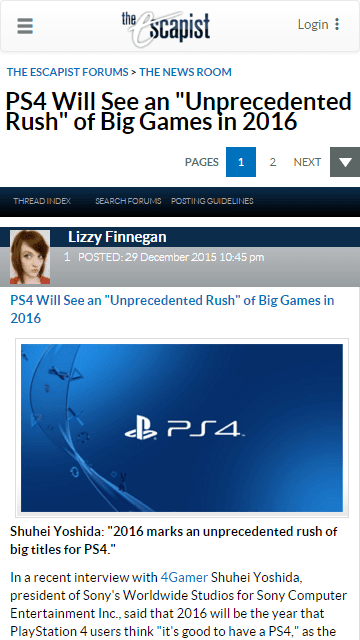 the escapist
Login
THE ESCAPIST FORUMS > THE NEWS ROOM
PS4 Will See an "Unprecedented
Rush" of Big Games in 2016
PAGES 1 2 NEXT
THREAD INDEX SEARCH FORUMS POSTING GUIDELINES
Lizzy Finnegan
1 POSTED: 29 December 2015 10:45 pm
PS4 Will See an "Unprecedented Rush" of Big Games in
2016
PS4
Shuhei Yoshida: "2016 marks an unprecedented rush of
big titles for PS4."
In a recent interview with 4Gamer Shuhei Yoshida,
president of Sony's Worldwide Studios for Sony Computer
Entertainment Inc., said that 2016 will be the year that
PlayStation 4 users think "it's good to have a PS4," as the